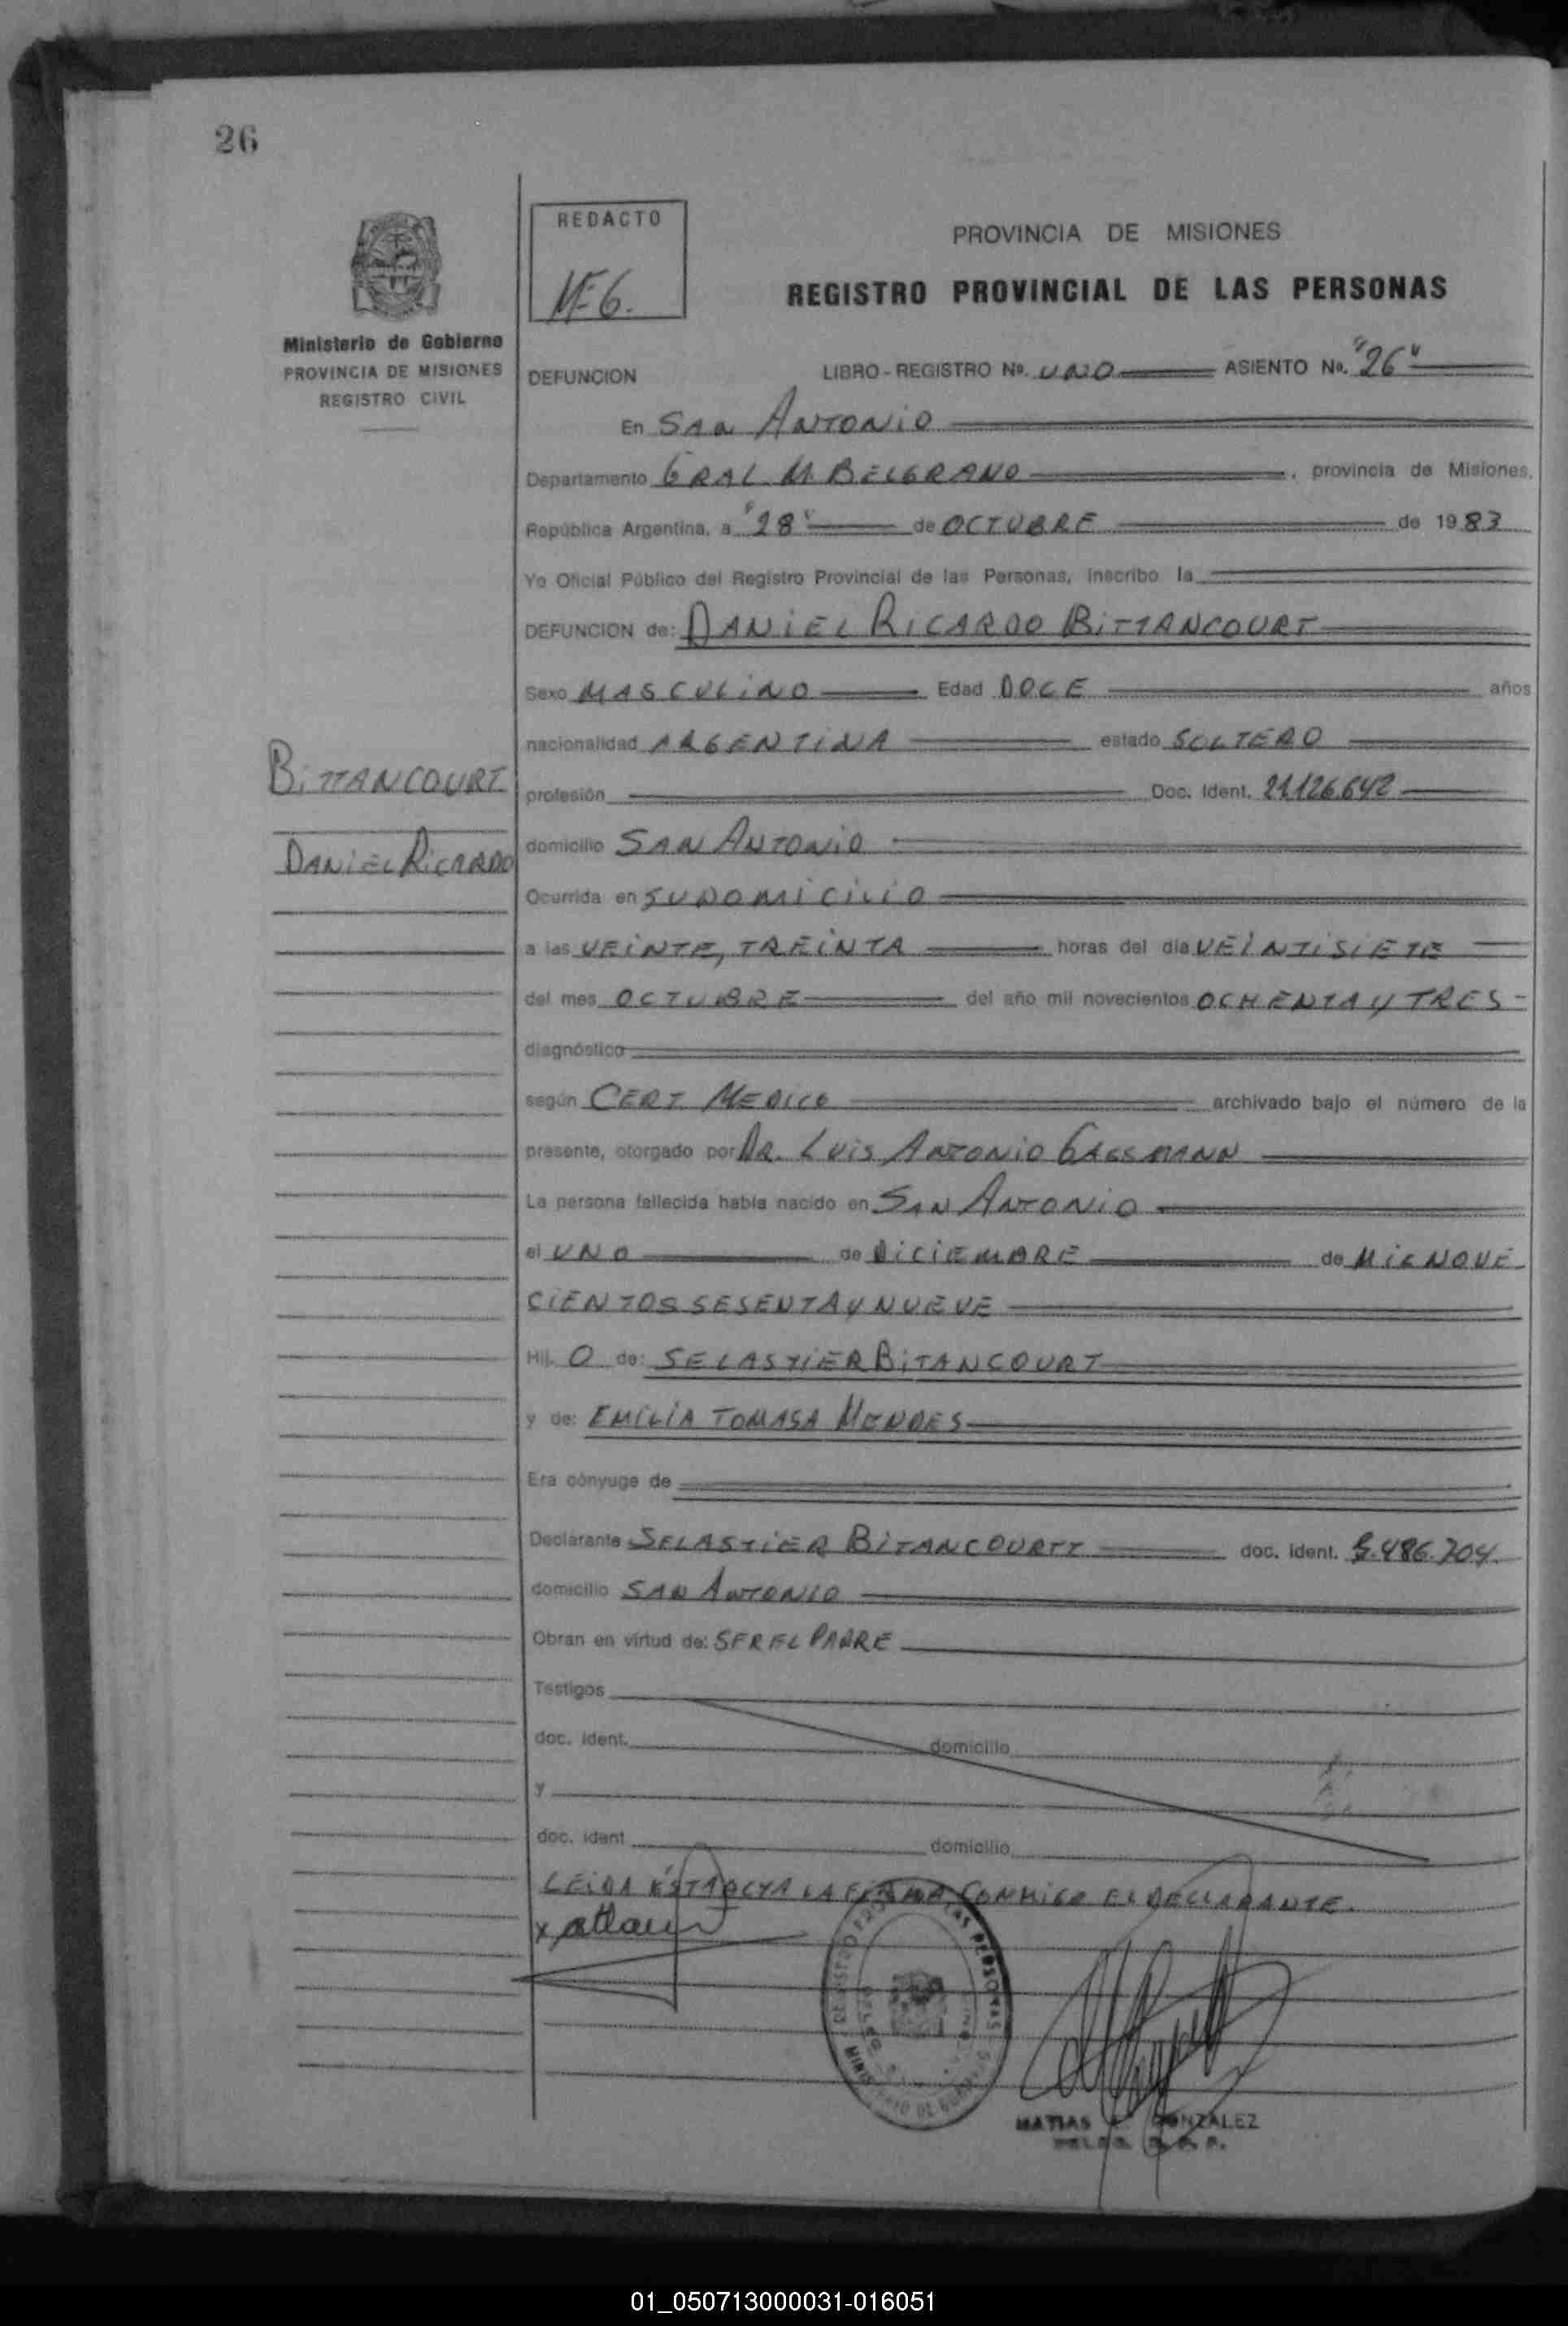 26
REDACTO
PROVINCIA DE MISIONES
REGISTRO PROVINCIAL DE LAS PERSONAS
Ministerio de Gobierno
PROVINCIA DE MISIONES
REGISTRO CIVIL
DEFUNCION LIBRO-REGISTRO No. UNO ASIENTO No. "26"
En SAN ANTONIO
Departamento GRAL M. BELGRANO, provincia de Misiones,
República Argentina, a "28" de OCTUBRE de 1983
Yo Oficial Público del Registro Provincial de las Personas, inscribo la
DEFUNCION de: DANIEL RICARDO BITTANCOURT
Sexo MASCULINO Edad DOCE años
nacionalidad ARGENTINA estado SOLTERO
BITTANCOURT
profesión Doc. Ident. 21.126.642
DANIEL RICARDO
domicilio SAN ANTONIO
Ocurrida en SU DOMICILIO
a las VEINTE, TREINTA horas del día VEINTISIETE
del mes OCTUBRE del año mil novecientos OCHENTA Y TRES
diagnóstico
según CERT MEDICO archivado bajo el número de la
presente, otorgado por DR. LUIS ANTONIO
La persona fallecida había nacido en SAN ANTONIO
el UNO de DICIEMBRE de MIL NOVE
CIENTOS SESENTA Y NUEVE
Hij. O de: SELASTIER BITANCOURT
y de: EMILIA TOMASA MENDES
Era cónyuge de
Declarante SELASTIER BITANCOURTT doc. ident. 486.704
domicilio SAN ANTONIO
Obran en virtud de: SER EL PADRE
Testigos
doc. ident. domicilio
y
doc. ident domicilio
LEIDA ÉSTA ACTA LA FIRMA CONMIGO EL DECLARANTE.
MATIAS GONZALEZ
01_050713000031-016051